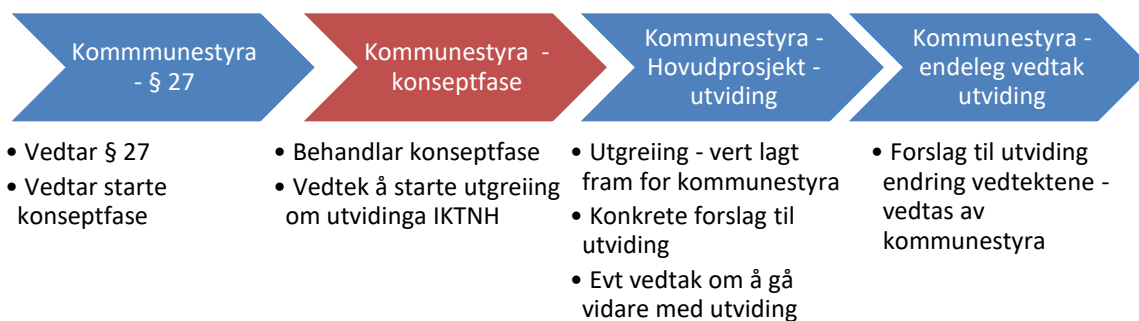 Kommmunestyra
- § 27
• Vedtar § 27
• Vedtar starte
konseptfase
Kommunestyra -
konseptfase
• Behandlar konseptfase
• Vedtek å starte utgreiing
om utvidinga IKTNH
Kommunestyra -
Hovudprosjekt -
utviding
• Utgreiing - vert lagt
fram for kommunestyra
• Konkrete forslag til
utviding
• Evt vedtak om å gå
vidare med utviding
Kommunestyra -
endeleg vedtak
utviding
• Forslag til utviding
endring vedtektene -
vedtas av
kommunestyra